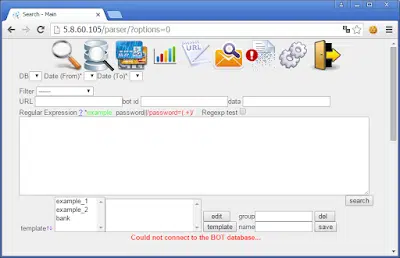 Search - Main
5.8.60.105/parser/?options=0
URL
DB Date (From)* Date (To)*
Filter ------
URL bot id data
Regular Expression ? *example: password|(/password=(.+)/ Regexp test
search
example_1
example_2
bank
template
edit group del
template name save
Could not connect to the BOT database...